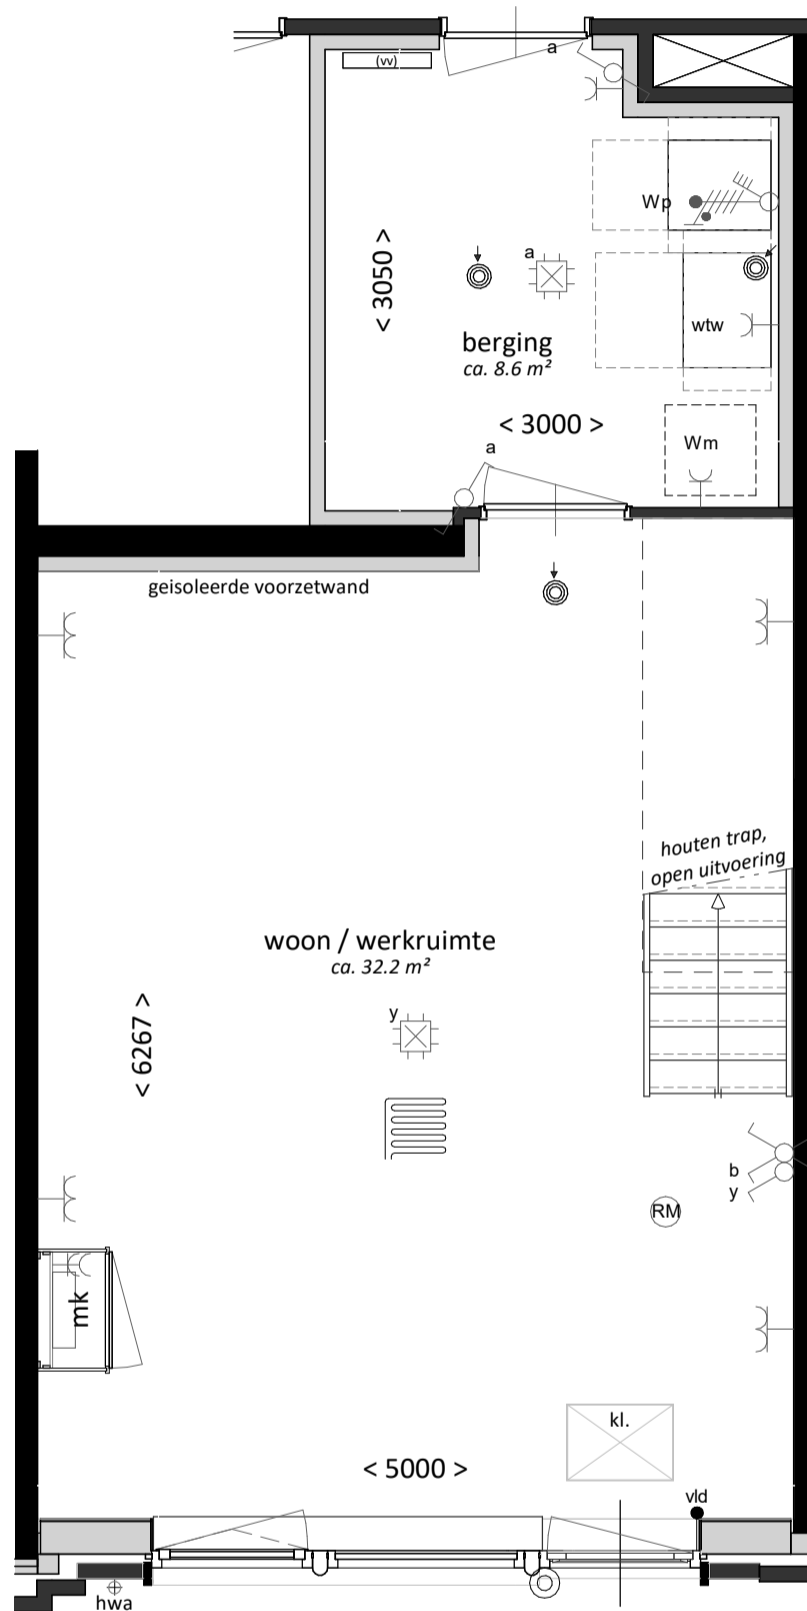 (vv)
a
Wp
< 3050 >
a
wtw
berging
ca. 8.6 m²
< 3000 >
Wm
a
geisoleerde voorzetwand
houten trap,
open uitvoering
woon / werkruimte
ca. 32.2 m²
y
< 6267 >
b
y
RM
mk
kl.
< 5000 >
vld
hwa